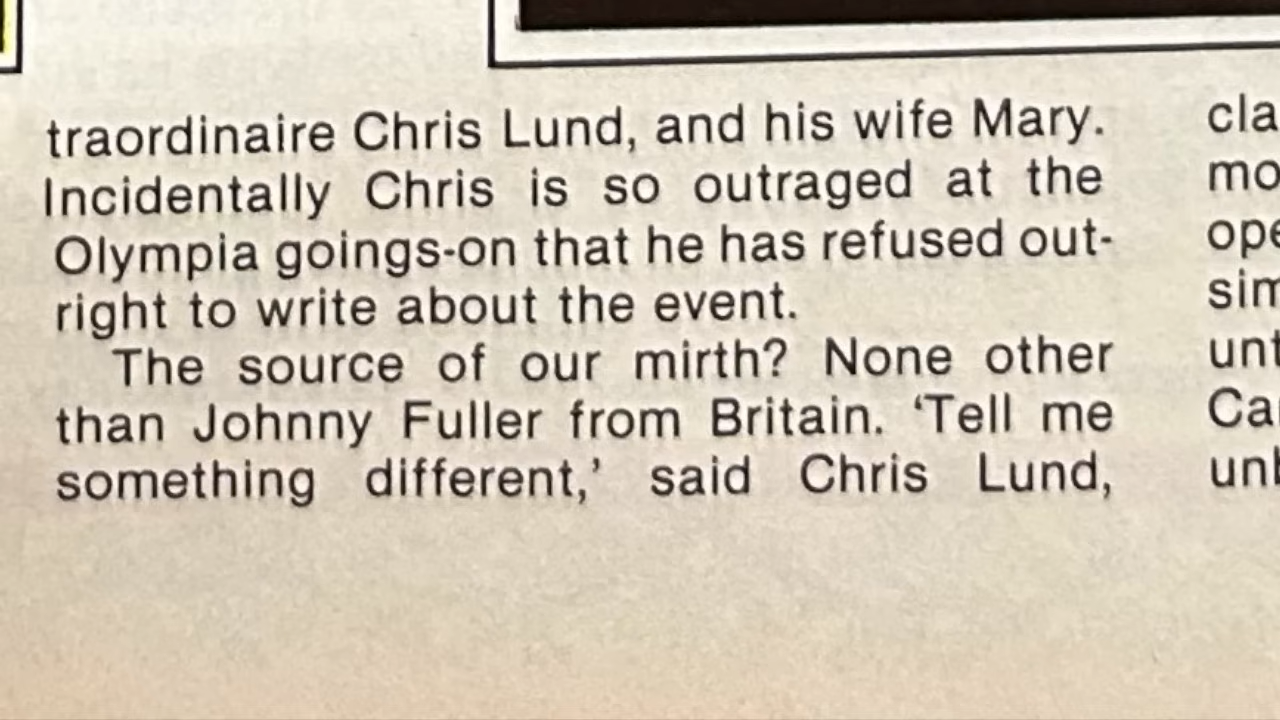 traordinaire Chris Lund, and his wife Mary.
Incidentally Chris is so outraged at the
Olympia goings-on that he has refused out-
right to write about the event.
The source of our mirth? None other
than Johnny Fuller from Britain. ‘Tell me
something different,’ said Chris Lund,
cla
mo
ope
sim
unt
Ca